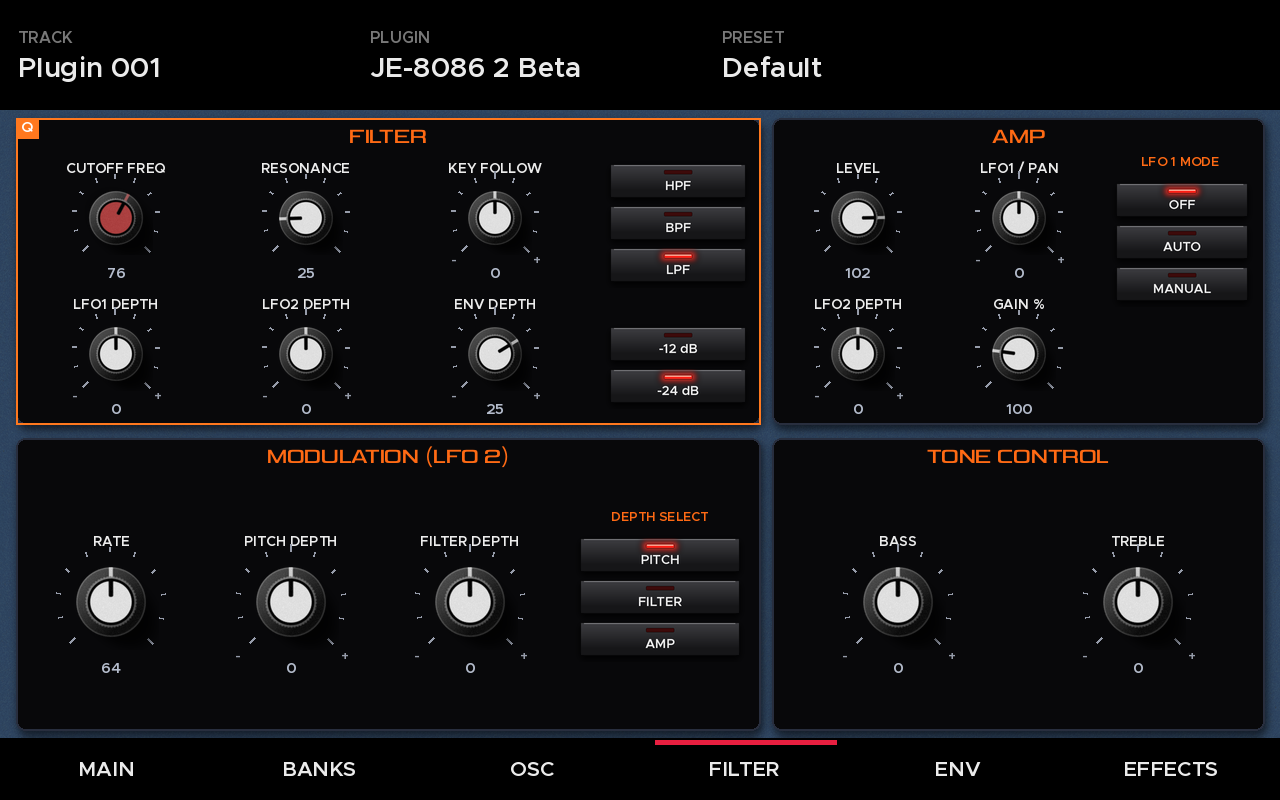 TRACK
Plugin 001
PLUGIN
JE-8086 2 Beta
PRESET
Default
Q
FILTER
CUTOFF FREQ
RESONANCE
KEY FOLLOW
76
25
- 0 +
HPF
BPF
LPF
LFO1 DEPTH
LFO2 DEPTH
ENV DEPTH
- 0 +
- 0 +
- 25 +
-12 dB
-24 dB
AMP
LEVEL
LFO1 / PAN
102
- 0 +
LFO2 DEPTH
GAIN %
- 0 +
100
LFO 1 MODE
OFF
AUTO
MANUAL
MODULATION (LFO 2)
RATE
PITCH DEPTH
FILTER DEPTH
64
- 0 +
- 0 +
DEPTH SELECT
PITCH
FILTER
AMP
TONE CONTROL
BASS
TREBLE
- 0 +
- 0 +
MAIN
BANKS
OSC
FILTER
ENV
EFFECTS